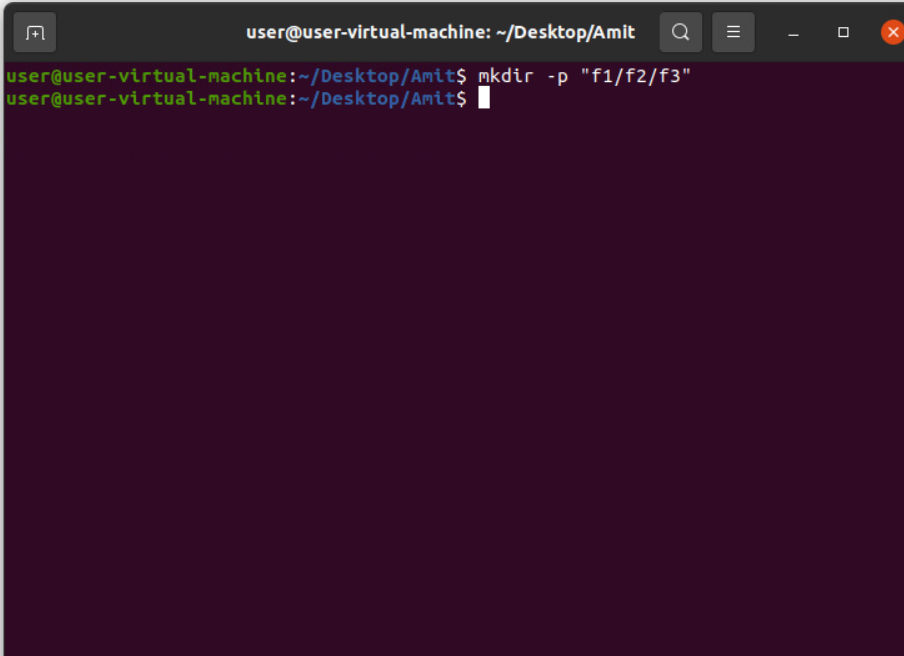 user@user-virtual-machine: ~/Desktop/Amit
user@user-virtual-machine:~/Desktop/Amit$ mkdir -p "f1/f2/f3"
user@user-virtual-machine:~/Desktop/Amit$